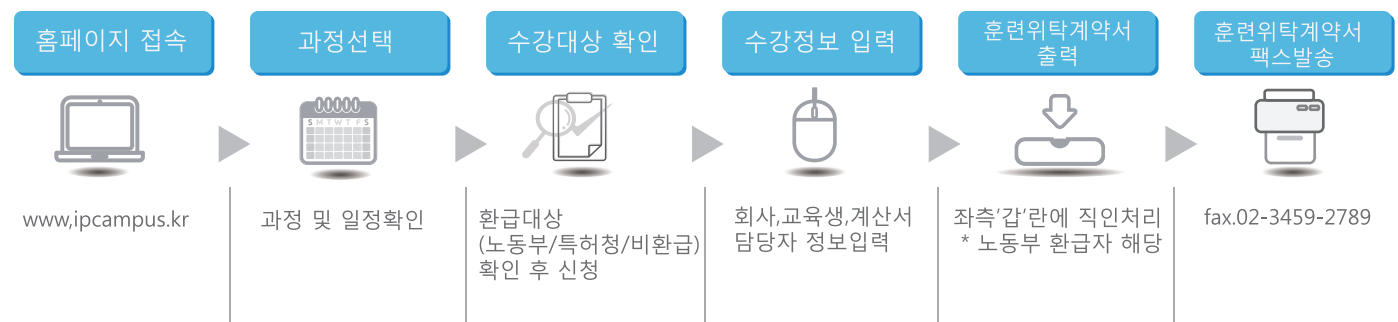 홈페이지 접속
과정선택
수강대상 확인
수강정보 입력
훈련위탁계약서
출력
훈련위탁계약서
팩스발송
S M T W T F S
www,ipcampus.kr
과정 및 일정확인
환급대상
(노동부/특허청/비환급)
확인 후 신청
회사,교육생,계산서
담당자 정보입력
좌측'갑'란에 직인처리
* 노동부 환급자 해당
fax.02-3459-2789